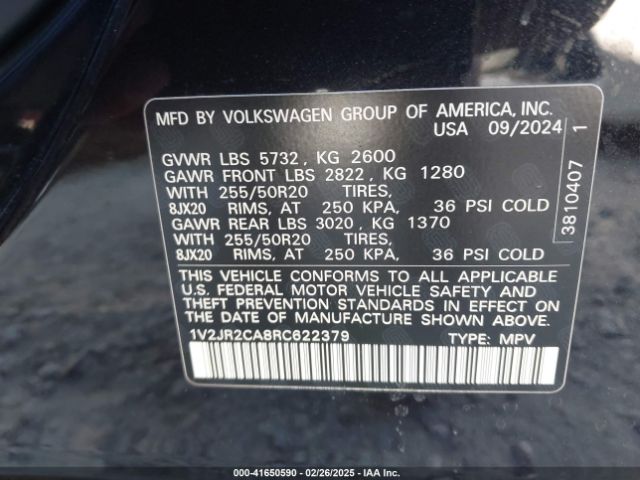 MFD BY VOLKSWAGEN GROUP OF AMERICA, INC.
USA 09/2024 1
GVWR LBS 5732, KG 2600
GAWR FRONT LBS 2822, KG 1280
WITH 255/50R20 TIRES,
8JX20 RIMS, AT 250 KPA, 36 PSI COLD
GAWR REAR LBS 3020, KG 1370
WITH 255/50R20 TIRES,
8JX20 RIMS, AT 250 KPA, 36 PSI COLD
THIS VEHICLE CONFORMS TO ALL APPLICABLE
U.S. FEDERAL MOTOR VEHICLE SAFETY AND
THEFT PREVENTION STANDARDS IN EFFECT ON
THE DATE OF MANUFACTURE SHOWN ABOVE.
1V2JR2CA8RC622379 TYPE: MPV
3810407
000-41650590 - 02/26/2025 - IAA Inc.